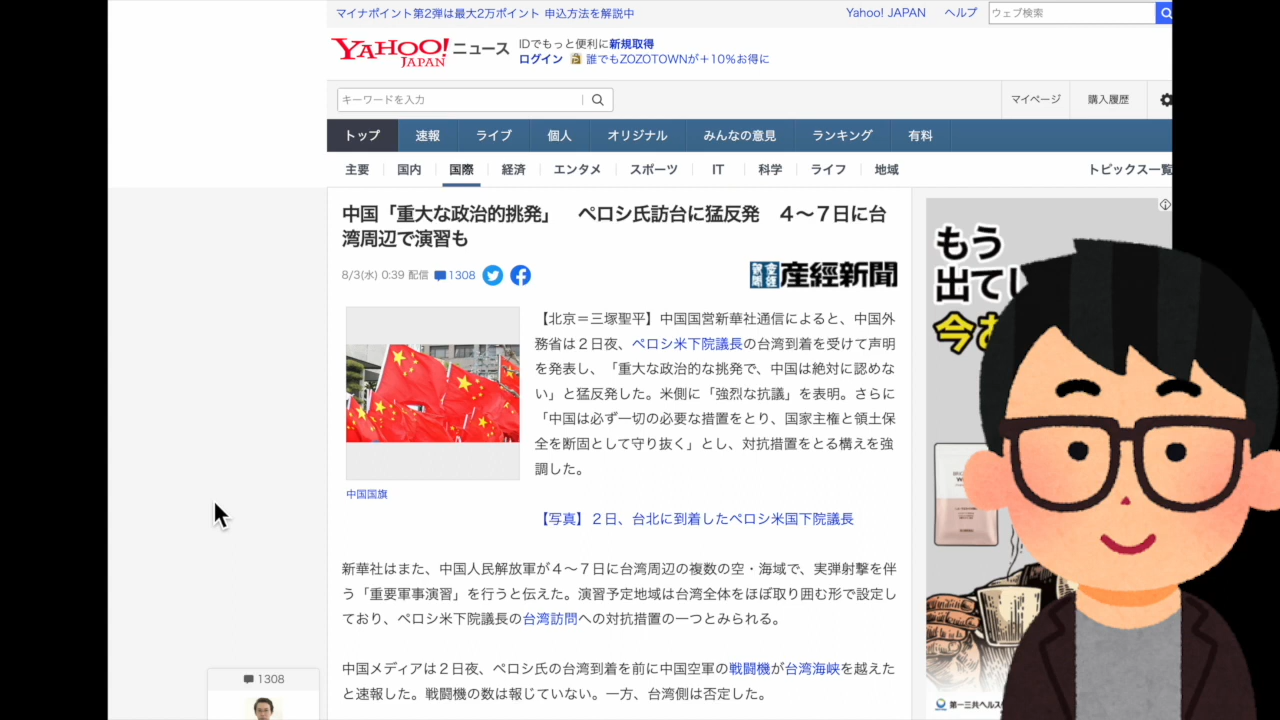 マイナポイント第2弾は最大2万ポイント 申込方法を解説中
Yahoo! JAPAN ヘルプ ウェブ検索
YAHOO! JAPAN ニュース
IDでもっと便利に新規取得
ログイン 誰でもZOZOTOWNが＋10％お得に
キーワードを入力
マイページ 購入履歴
トップ 速報 ライブ 個人 オリジナル みんなの意見 ランキング 有料
主要 国内 国際 経済 エンタメ スポーツ IT 科学 ライフ 地域 トピックス一覧
中国「重大な政治的挑発」　ペロシ氏訪台に猛反発　４〜７日に台
湾周辺で演習も
8/3(水) 0:39 配信 1308
産経新聞 産經新聞
【北京＝三塚聖平】中国国営新華社通信によると、中国外
務省は２日夜、ペロシ米下院議長の台湾到着を受けて声明
を発表し、「重大な政治的な挑発で、中国は絶対に認めな
い」と猛反発した。米側に「強烈な抗議」を表明。さらに
「中国は必ず一切の必要な措置をとり、国家主権と領土保
全を断固として守り抜く」とし、対抗措置をとる構えを強
調した。
中国国旗
【写真】２日、台北に到着したペロシ米国下院議長
新華社はまた、中国人民解放軍が４〜７日に台湾周辺の複数の空・海域で、実弾射撃を伴
う「重要軍事演習」を行うと伝えた。演習予定地域は台湾全体をほぼ取り囲む形で設定し
ており、ペロシ米下院議長の台湾訪問への対抗措置の一つとみられる。
中国メディアは２日夜、ペロシ氏の台湾到着を前に中国空軍の戦闘機が台湾海峡を越えた
と速報した。戦闘機の数は報じていない。一方、台湾側は否定した。
1308
もう
出てい
今あ
第一三共ヘルス